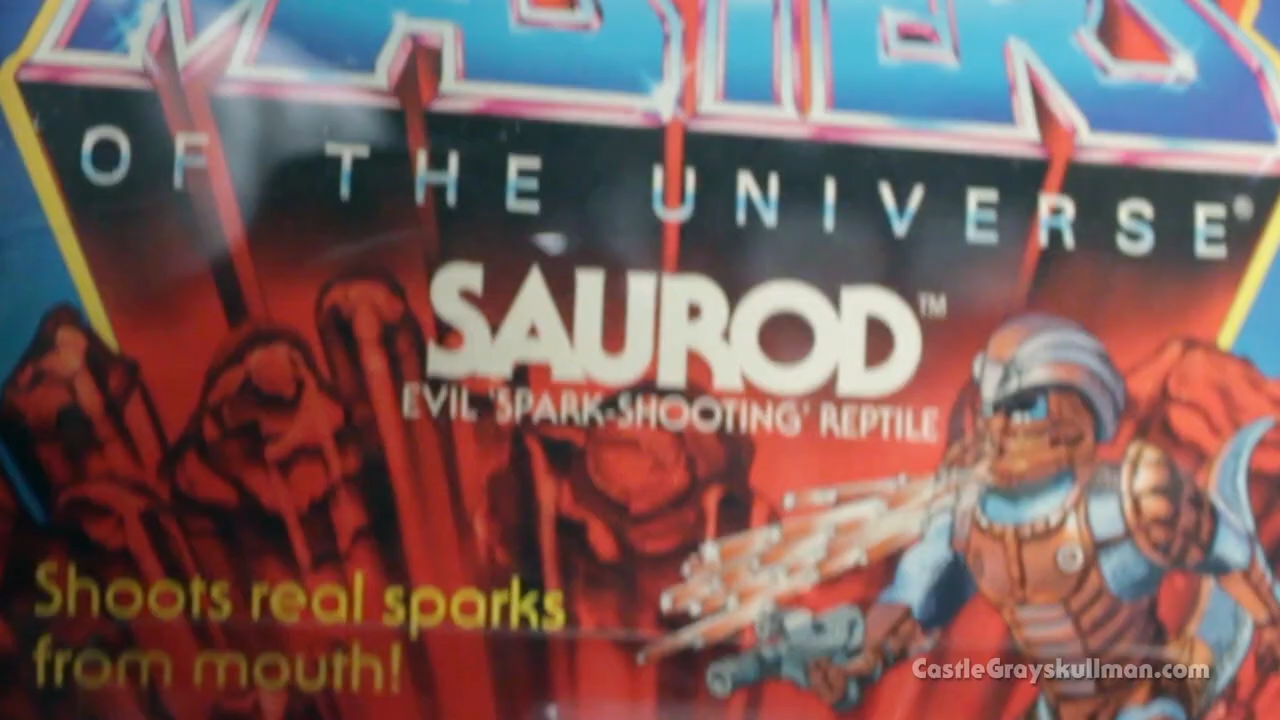 OF THE UNIVERSE®
SAUROD™
EVIL 'SPARK-SHOOTING' REPTILE
Shoots real sparks
from mouth!
CastleGrayskullman.com